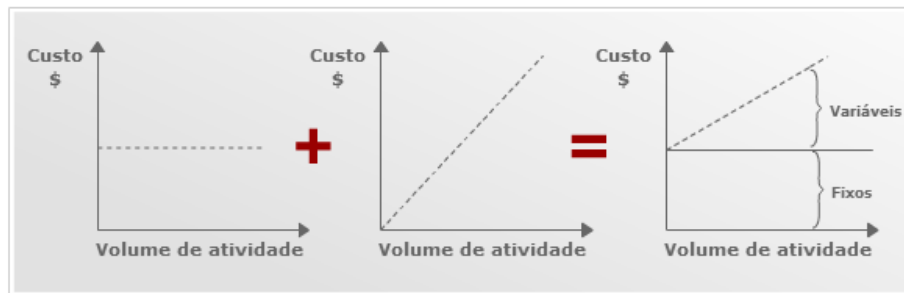 Custo
$
Volume de atividade
+
Custo
$
Volume de atividade
=
Custo
$
Variáveis
Fixos
Volume de atividade